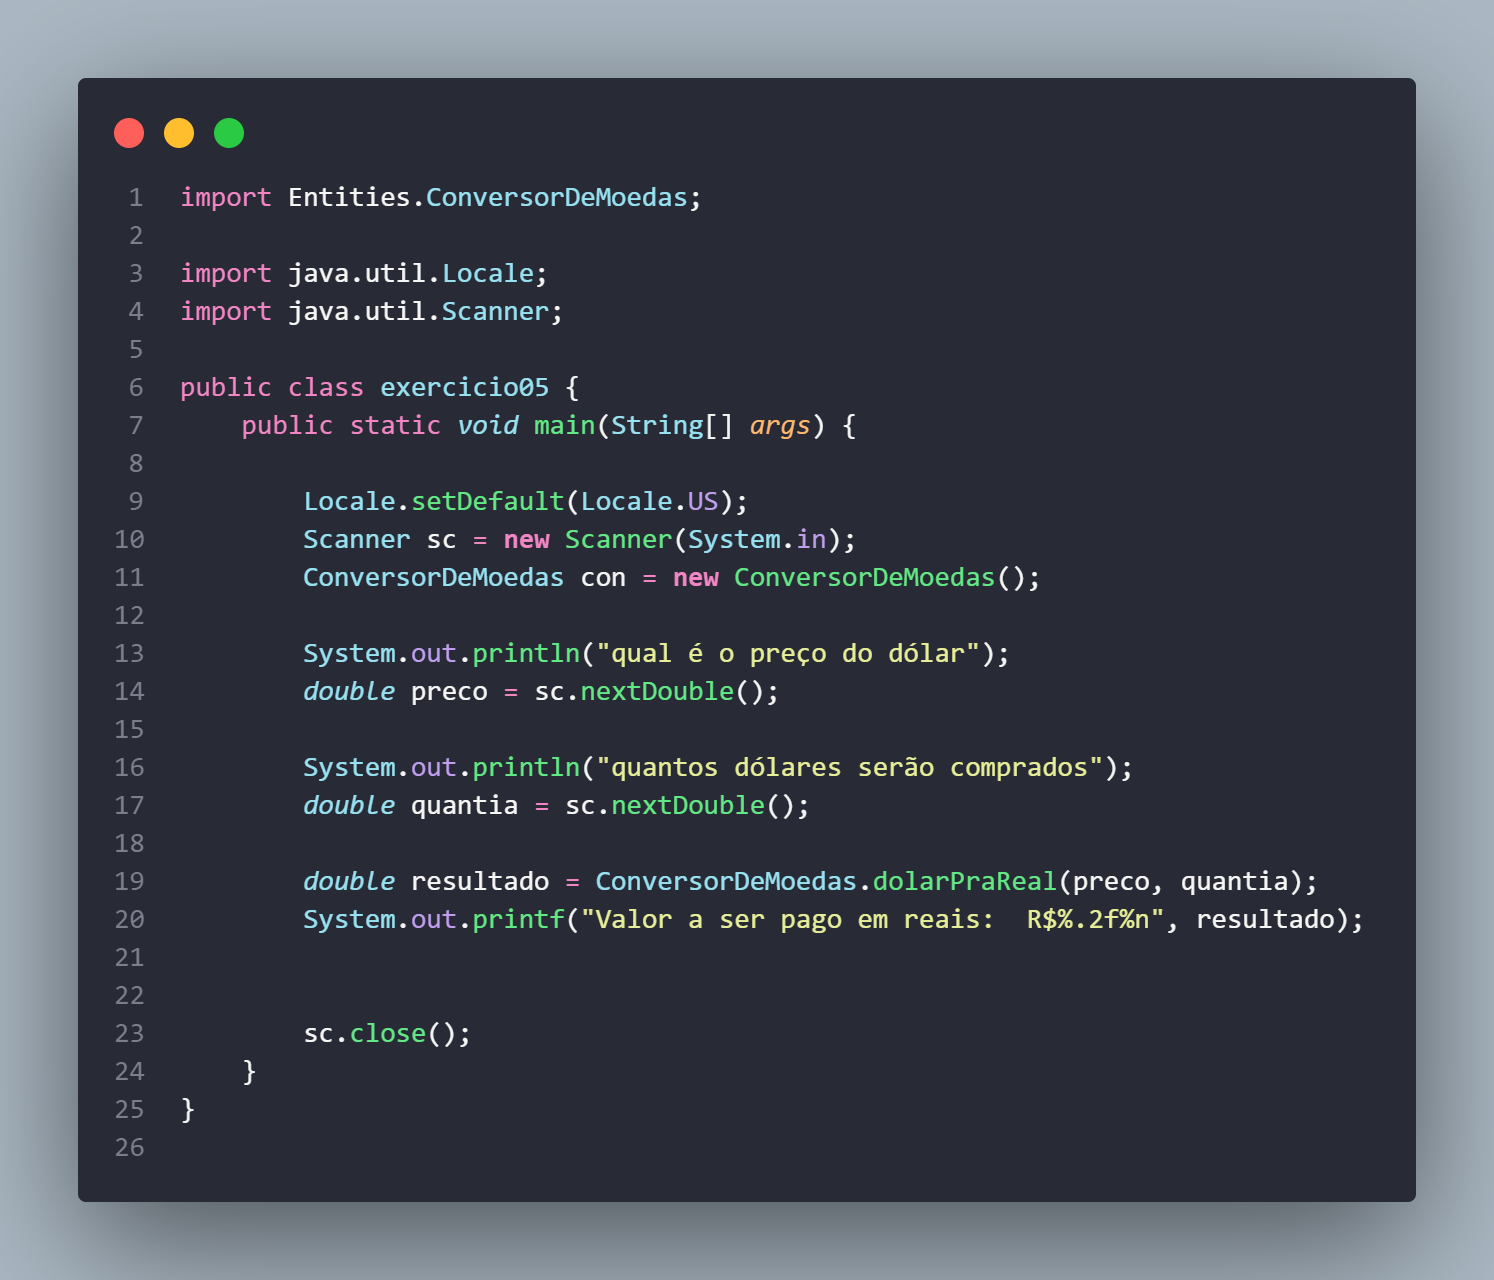 1 import Entities.ConversorDeMoedas;
2
3 import java.util.Locale;
4 import java.util.Scanner;
5
6 public class exercicio05 {
7     public static void main(String[] args) {
8
9         Locale.setDefault(Locale.US);
10         Scanner sc = new Scanner(System.in);
11         ConversorDeMoedas con = new ConversorDeMoedas();
12
13         System.out.println("qual é o preço do dólar");
14         double preco = sc.nextDouble();
15
16         System.out.println("quantos dólares serão comprados");
17         double quantia = sc.nextDouble();
18
19         double resultado = ConversorDeMoedas.dolarPraReal(preco, quantia);
20         System.out.printf("Valor a ser pago em reais:  R$%.2f%n", resultado);
21
22
23         sc.close();
24     }
25 }
26